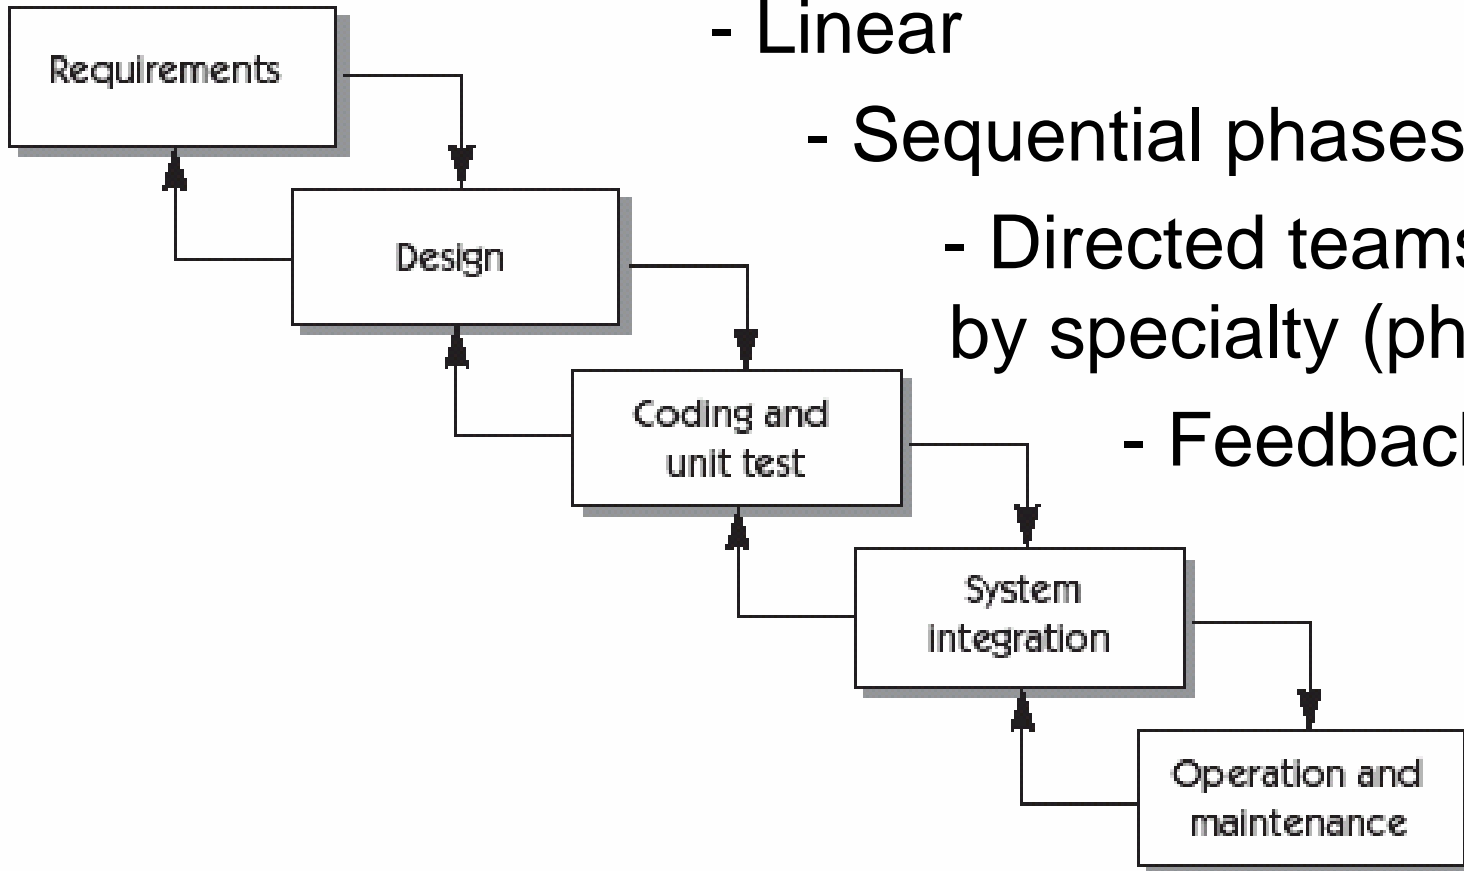 - Linear
Requirements
- Sequential phases
Design
- Directed teams
by specialty (ph
Coding and
unit test
- Feedback
System
integration
Operation and
maintenance